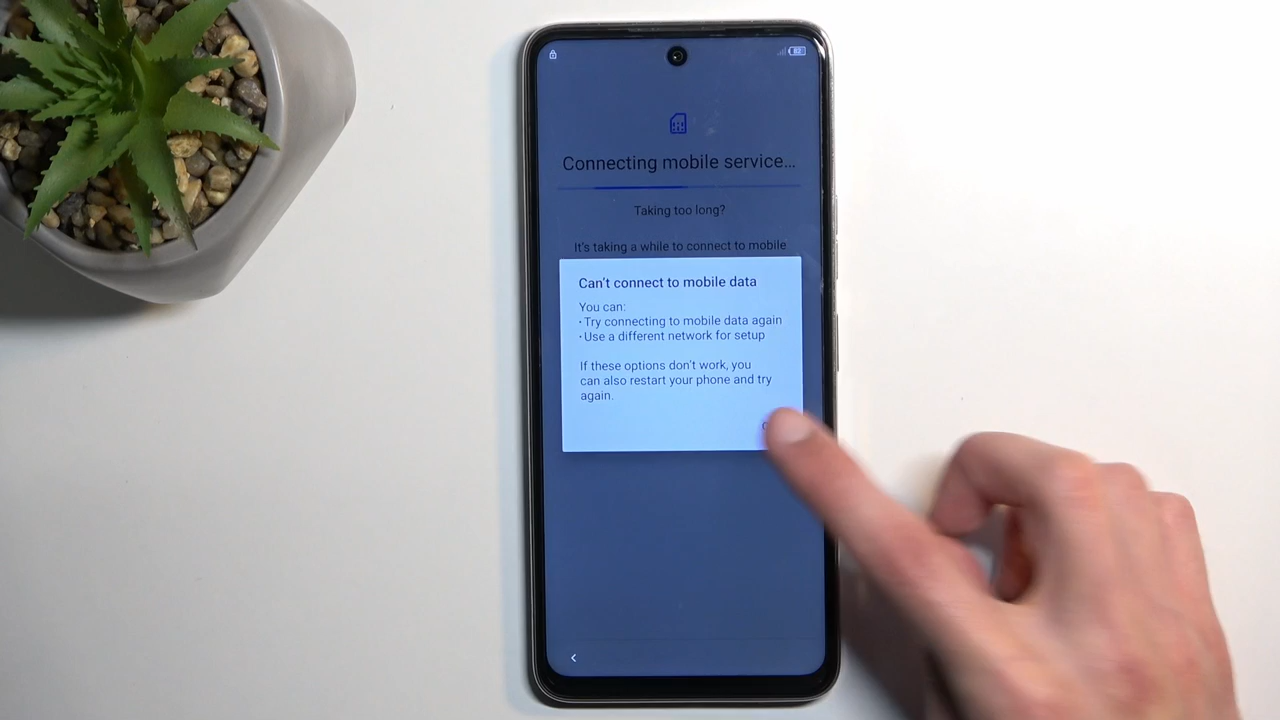 82
Connecting mobile service...
Taking too long?
It's taking a while to connect to mobile
Can't connect to mobile data
You can:
· Try connecting to mobile data again
· Use a different network for setup
If these options don't work, you
can also restart your phone and try
again.